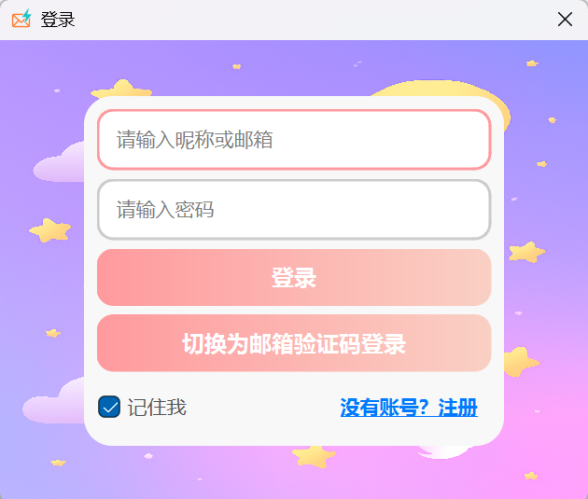 登录
请输入昵称或邮箱
请输入密码
登录
切换为邮箱验证码登录
记住我
没有账号？注册